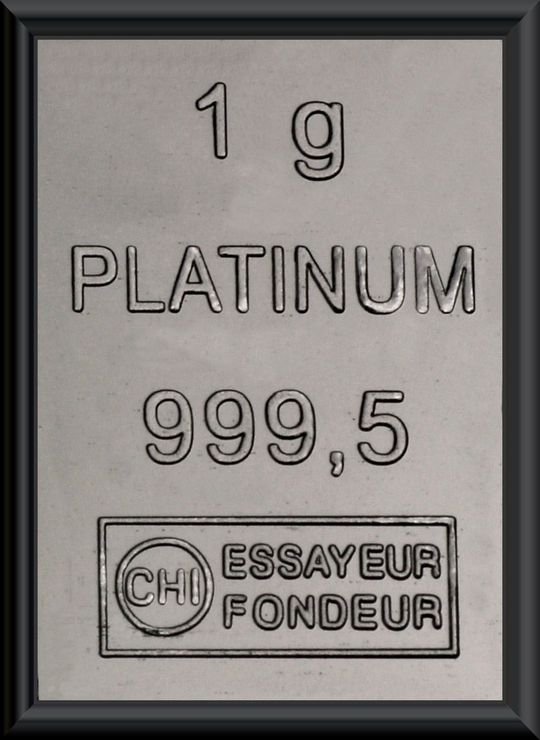 1 g
PLATINUM
999,5
CHI
ESSAYEUR
FONDEUR